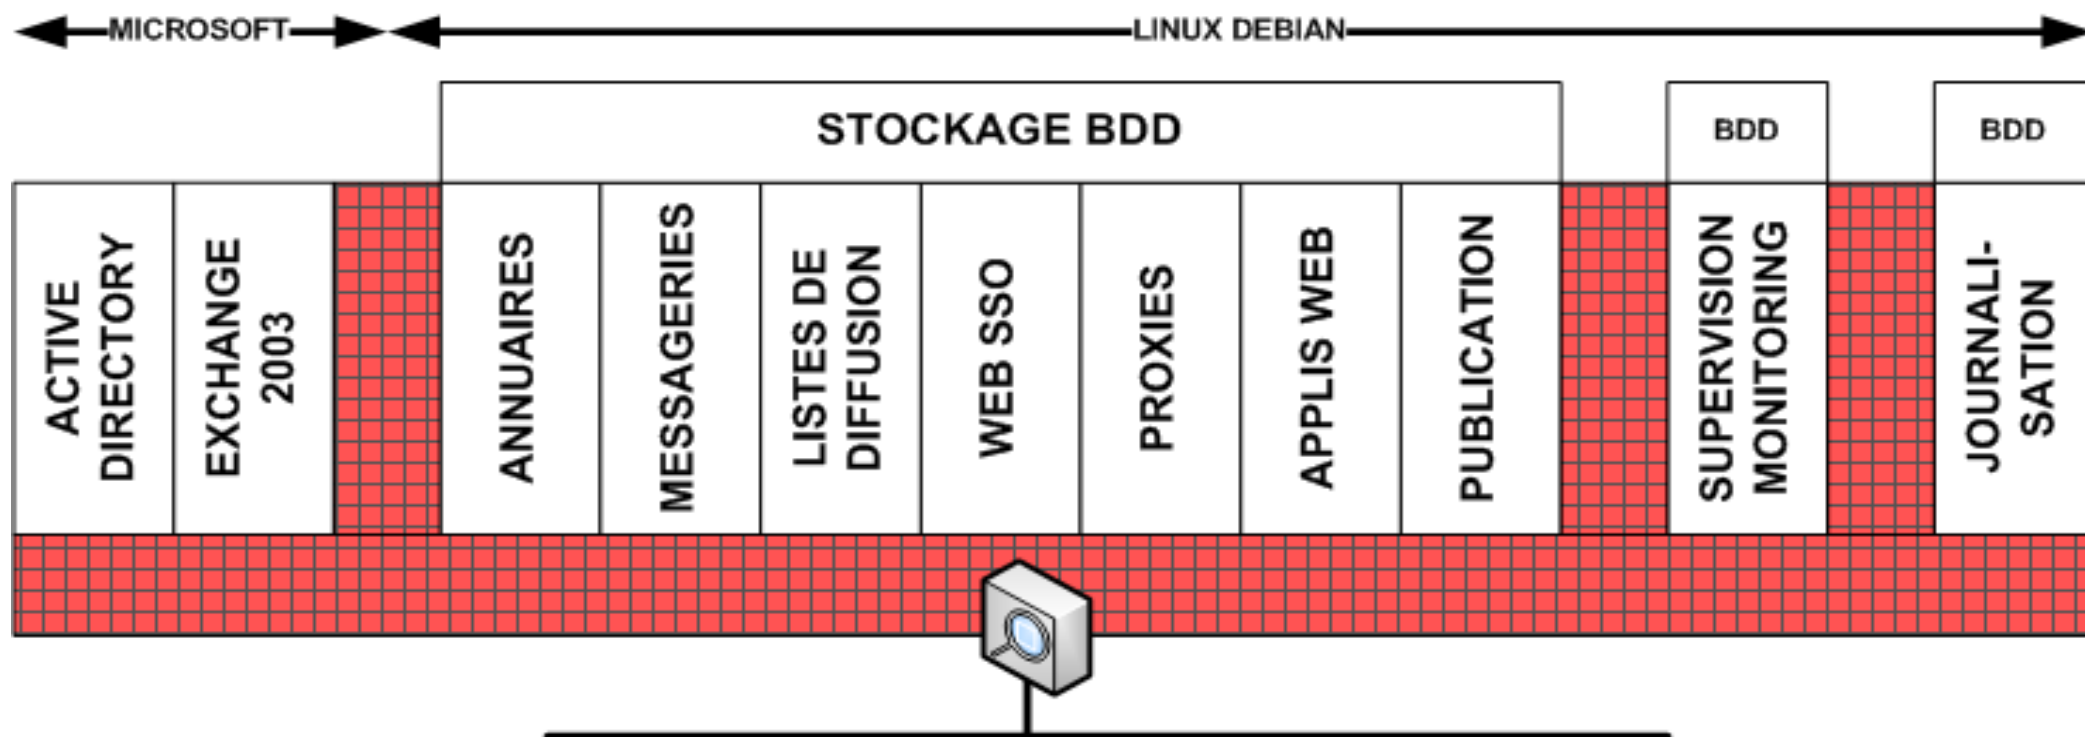 MICROSOFT
LINUX DEBIAN
STOCKAGE BDD
BDD
BDD
ACTIVE
DIRECTORY
EXCHANGE
2003
ANNUAIRES
MESSAGERIES
LISTES DE
DIFFUSION
WEB SSO
PROXIES
APPLIS WEB
PUBLICATION
SUPERVISION
MONITORING
JOURNALI-
SATION